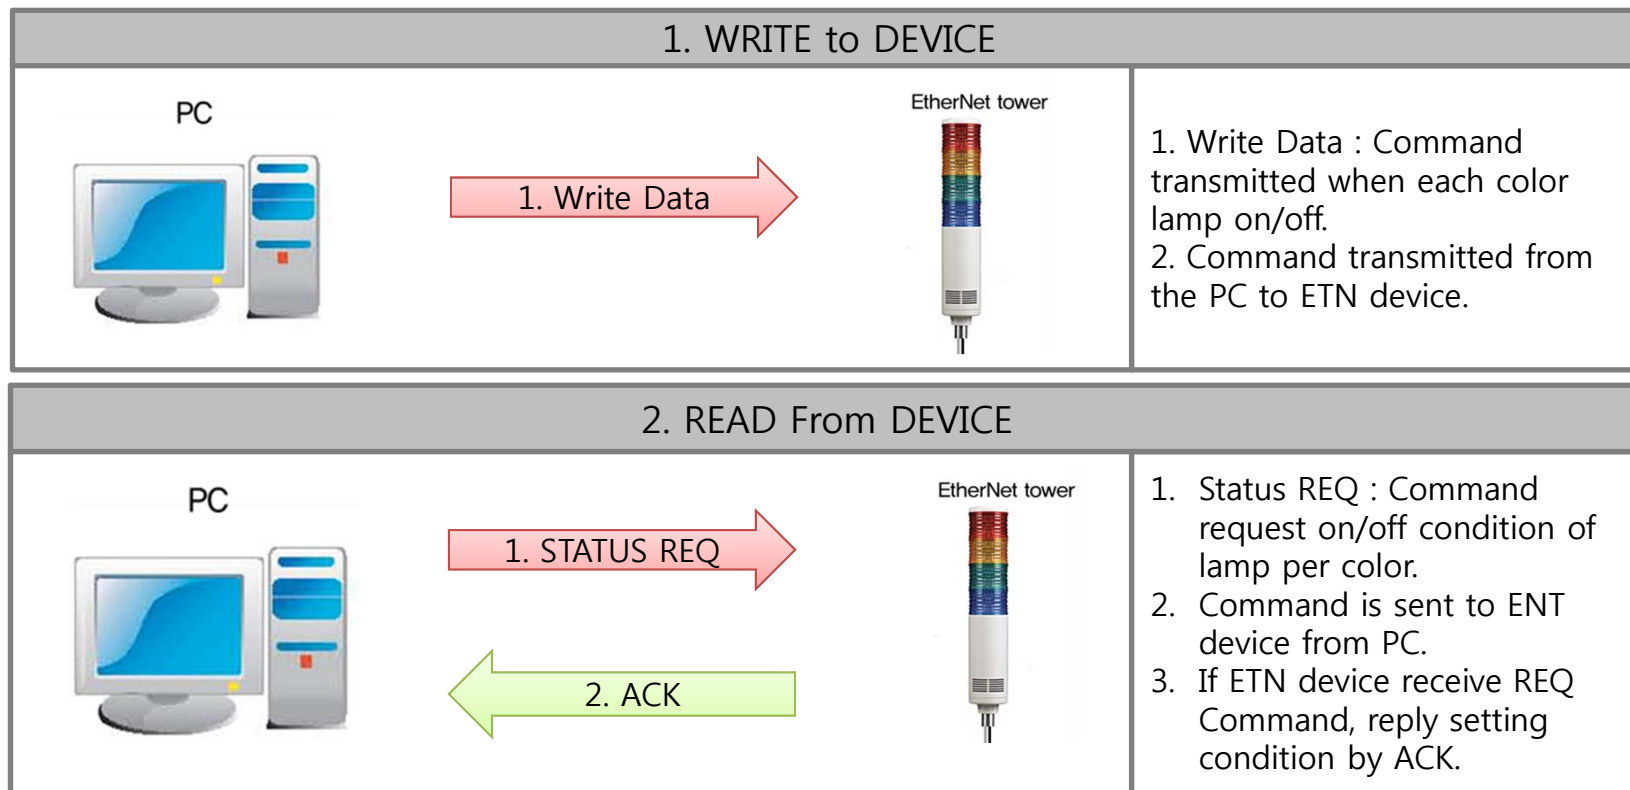 1. WRITE to DEVICE
PC
EtherNet tower
1. Write Data
1. Write Data : Command
transmitted when each color
lamp on/off.
2. Command transmitted from
the PC to ETN device.
2. READ From DEVICE
PC
EtherNet tower
1. STATUS REQ
2. ACK
1. Status REQ : Command
request on/off condition of
lamp per color.
2. Command is sent to ENT
device from PC.
3. If ETN device receive REQ
Command, reply setting
condition by ACK.